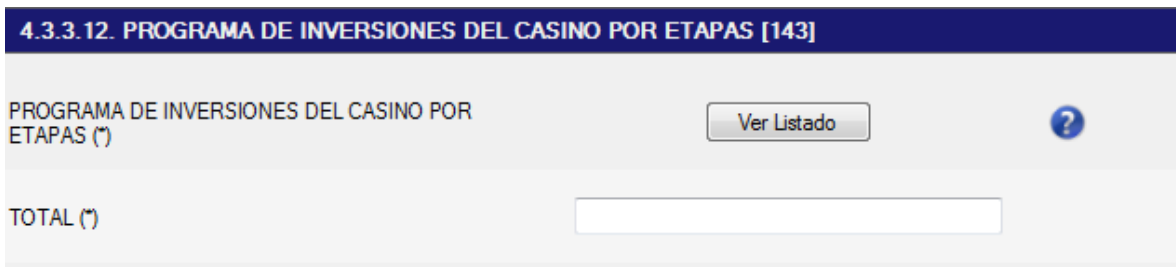 4.3.3.12. PROGRAMA DE INVERSIONES DEL CASINO POR ETAPAS [143]
PROGRAMA DE INVERSIONES DEL CASINO POR
ETAPAS (*)
Ver Listado
?
TOTAL (*)